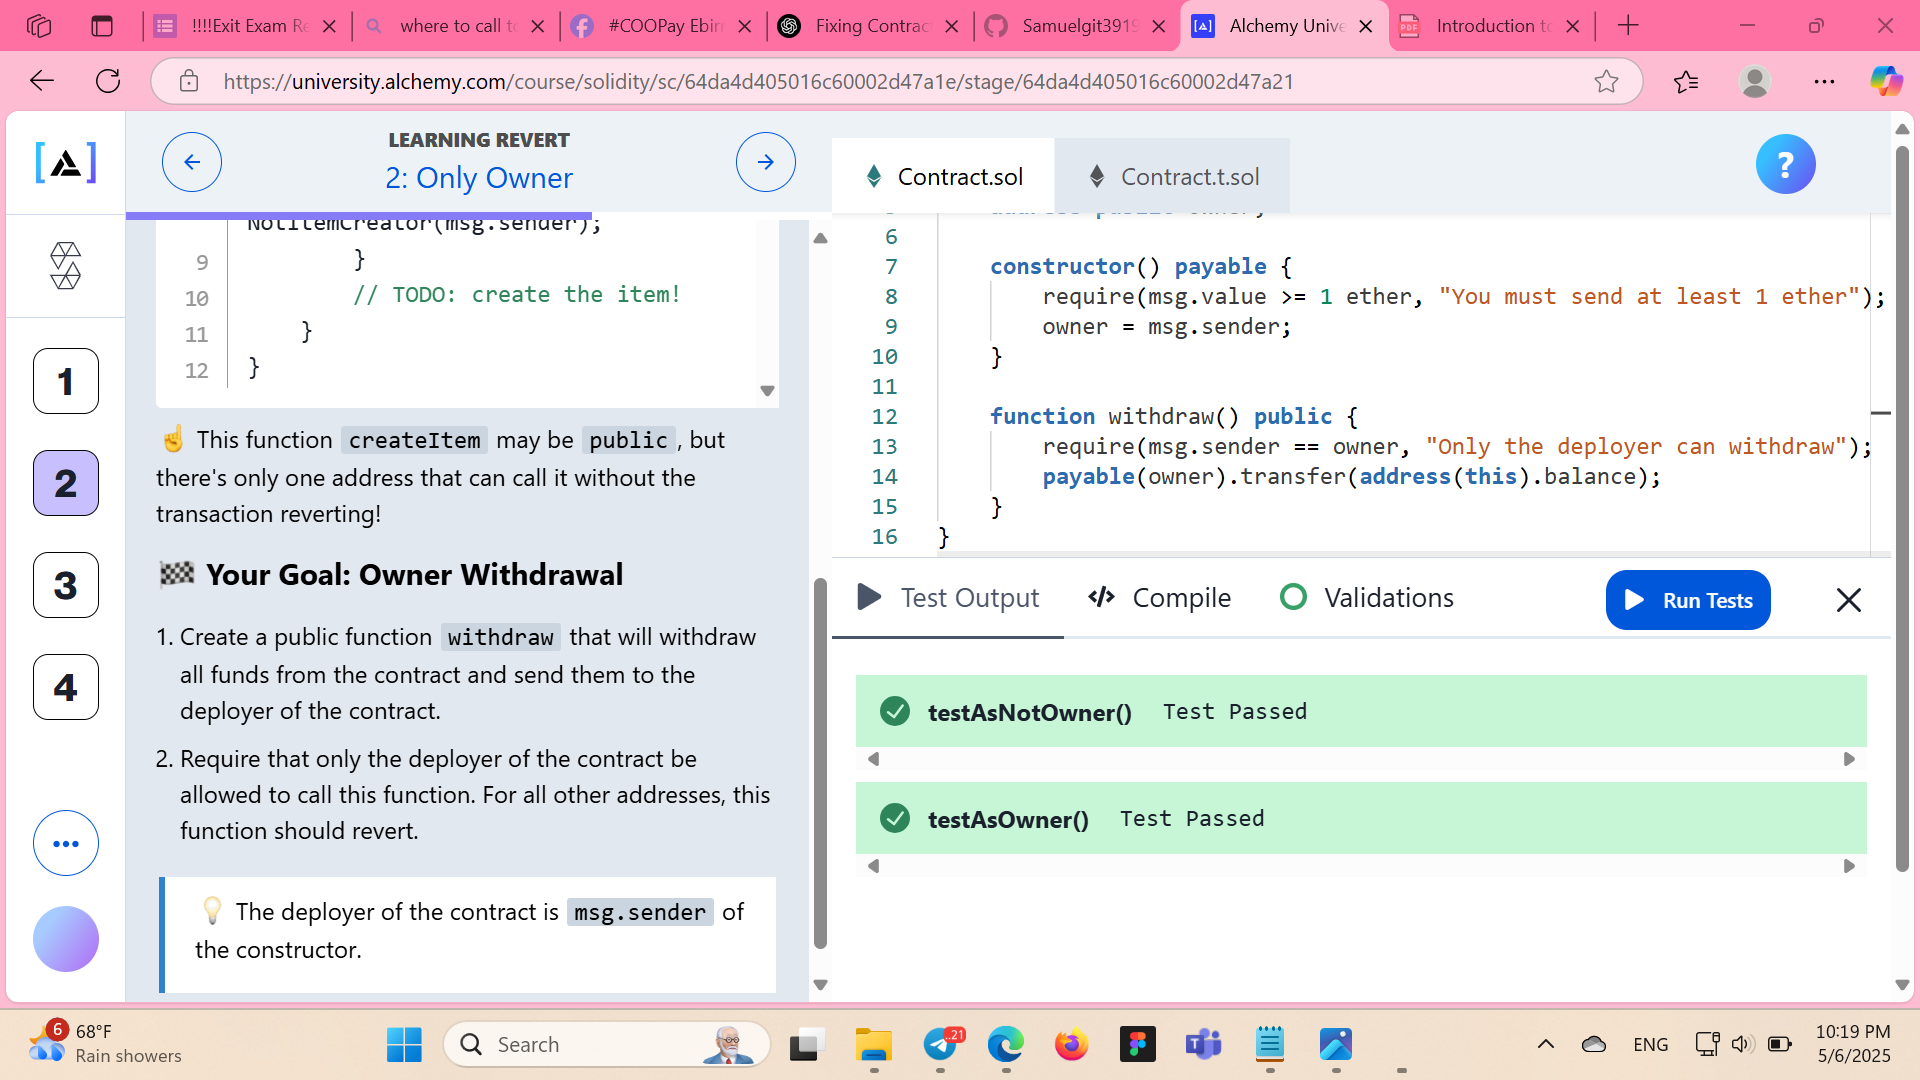 !!!!Exit Exam Re
where to call to
#COOPay Ebir
Fixing Contrac
Samuelgit3919
Alchemy Unive
Introduction to
https://university.alchemy.com/course/solidity/sc/64da4d405016c60002d47a1e/stage/64da4d405016c60002d47a21
LEARNING REVERT
2: Only Owner
NotItemCreator(msg.sender);
9 }
10 // TODO: create the item!
11 }
12 }
☝ This function createItem may be public, but
there's only one address that can call it without the
transaction reverting!
🏁 Your Goal: Owner Withdrawal
1. Create a public function withdraw that will withdraw
all funds from the contract and send them to the
deployer of the contract.
2. Require that only the deployer of the contract be
allowed to call this function. For all other addresses, this
function should revert.
💡 The deployer of the contract is msg.sender of
the constructor.
1
2
3
4
Contract.sol
Contract.t.sol
?
6
7 constructor() payable {
8 require(msg.value >= 1 ether, "You must send at least 1 ether");
9 owner = msg.sender;
10 }
11
12 function withdraw() public {
13 require(msg.sender == owner, "Only the deployer can withdraw");
14 payable(owner).transfer(address(this).balance);
15 }
16 }
Test Output
</> Compile
Validations
Run Tests
testAsNotOwner() Test Passed
testAsOwner() Test Passed
6
68°F
Rain showers
Search
..21
ENG
10:19 PM
5/6/2025